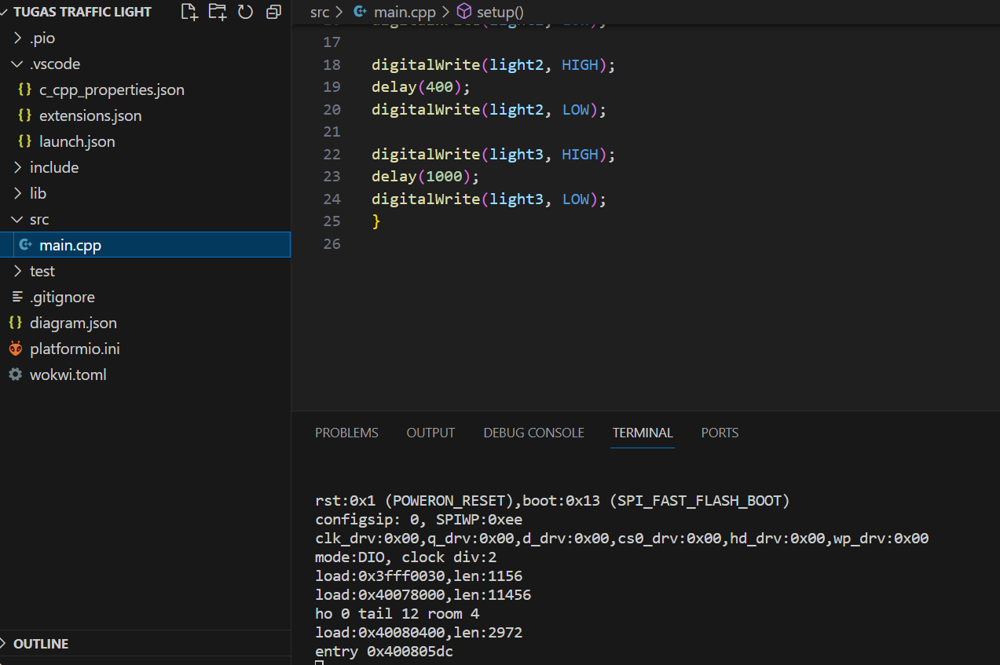 TUGAS TRAFFIC LIGHT
.pio
.vscode
c_cpp_properties.json
extensions.json
launch.json
include
lib
src
main.cpp
test
.gitignore
diagram.json
platformio.ini
wokwi.toml
OUTLINE
src > main.cpp > setup()
17
18 digitalWrite(light2, HIGH);
19 delay(400);
20 digitalWrite(light2, LOW);
21
22 digitalWrite(light3, HIGH);
23 delay(1000);
24 digitalWrite(light3, LOW);
25 }
26
PROBLEMS OUTPUT DEBUG CONSOLE TERMINAL PORTS
rst:0x1 (POWERON_RESET),boot:0x13 (SPI_FAST_FLASH_BOOT)
configsip: 0, SPIWP:0xee
clk_drv:0x00,q_drv:0x00,d_drv:0x00,cs0_drv:0x00,hd_drv:0x00,wp_drv:0x00
mode:DIO, clock div:2
load:0x3fff0030,len:1156
load:0x40078000,len:11456
ho 0 tail 12 room 4
load:0x40080400,len:2972
entry 0x400805dc